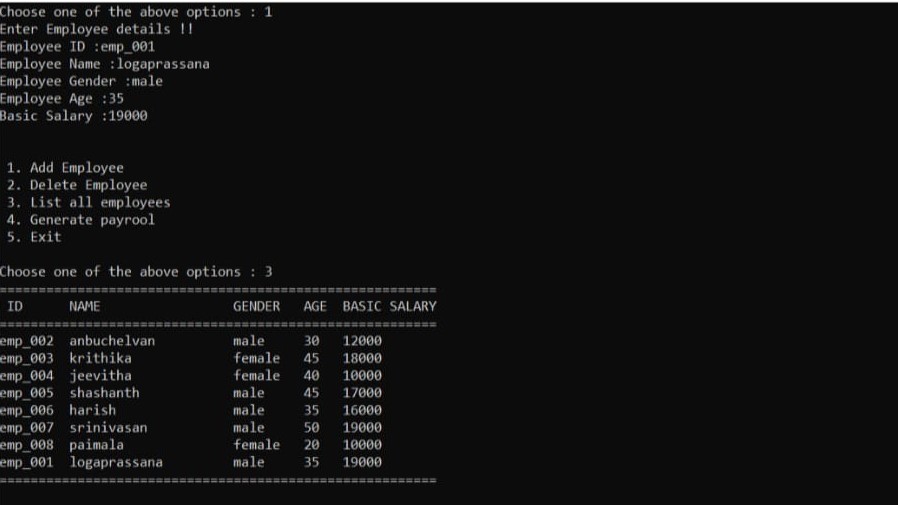 Choose one of the above options : 1
Enter Employee details !!
Employee ID :emp_001
Employee Name :logaprassana
Employee Gender :male
Employee Age :35
Basic Salary :19000
1. Add Employee
2. Delete Employee
3. List all employees
4. Generate payrool
5. Exit
Choose one of the above options : 3
========================================================
ID NAME GENDER AGE BASIC SALARY
========================================================
emp_002 anbuchelvan male 30 12000
emp_003 krithika female 45 18000
emp_004 jeevitha female 40 10000
emp_005 shashanth male 45 17000
emp_006 harish male 35 16000
emp_007 srinivasan male 50 19000
emp_008 paimala female 20 10000
emp_001 logaprassana male 35 19000
========================================================